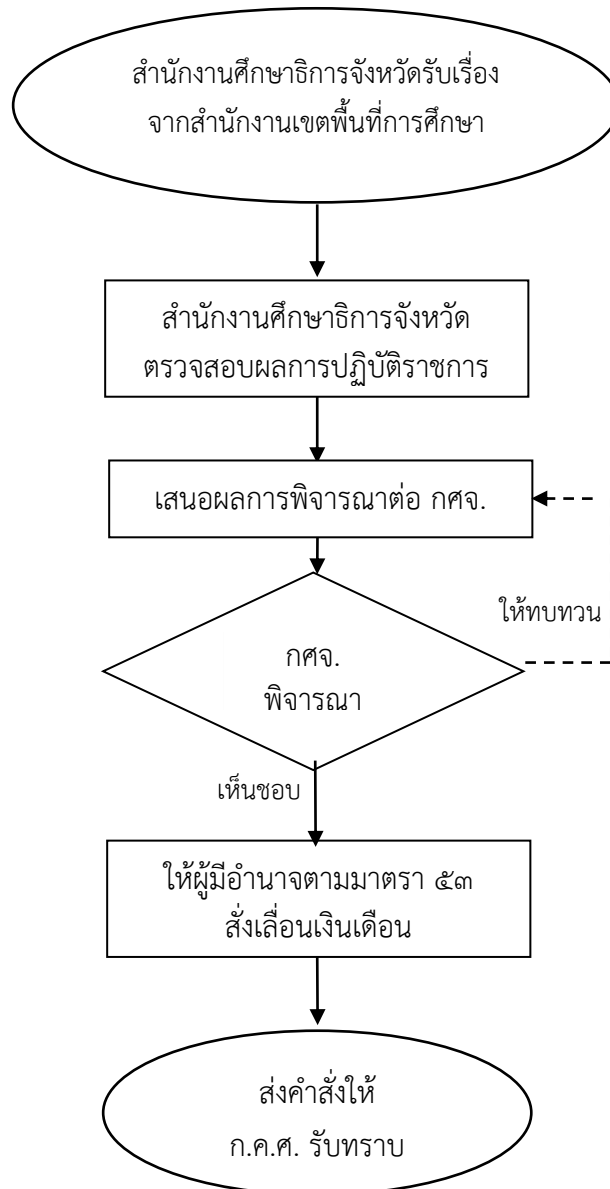 สำนักงานศึกษาธิการจังหวัดรับเรื่อง
จากสำนักงานเขตพื้นที่การศึกษา
สำนักงานศึกษาธิการจังหวัด
ตรวจสอบผลการปฏิบัติราชการ
เสนอผลการพิจารณาต่อ กศจ.
ให้ทบทวน
กศจ.
พิจารณา
เห็นชอบ
ให้ผู้มีอำนาจตามมาตรา ๕๓
สั่งเลื่อนเงินเดือน
ส่งคำสั่งให้
ก.ค.ศ. รับทราบ